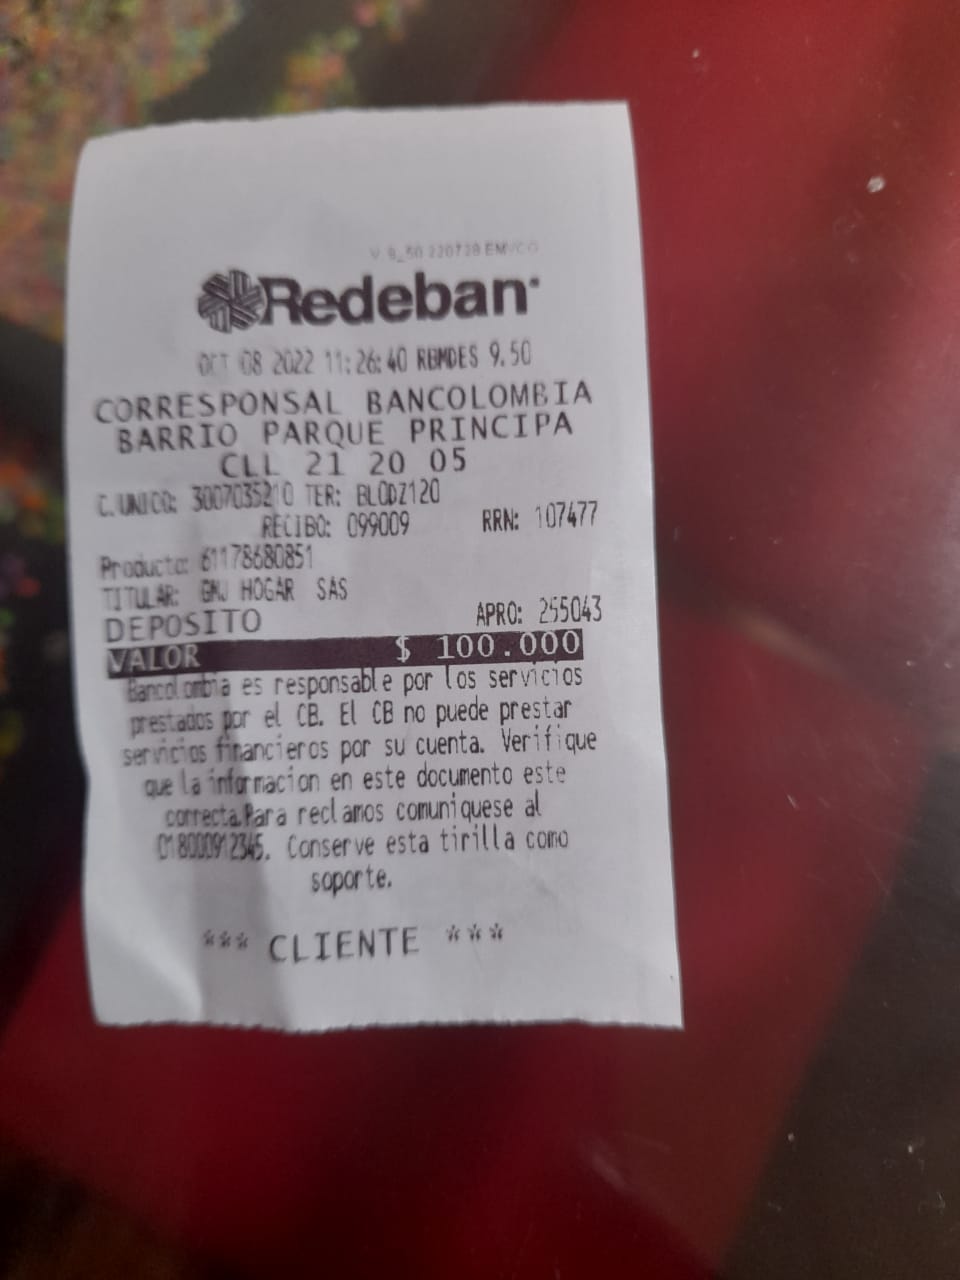 V 9_50 220729 EMVCO
Redeban
OCT 08 2022 11:26:40 RBMDES 9.50
CORRESPONSAL BANCOLOMBIA
BARRIO PARQUE PRINCIPA
CLL 21 20 05
C.UNICO: 3007035210 TER: BLODZ120
RECIBO: 099009 RRN: 107477
Producto: 61178680851
TITULAR: GMJ HOGAR SAS
DEPOSITO APRO: 255043
VALOR $ 100.000
Bancolombia es responsable por los servicios
prestados por el CB. El CB no puede prestar
servicios financieros por su cuenta. Verifique
que la informacion en este documento este
correcta.Para reclamos comuniquese al
018000912345. Conserve esta tirilla como
soporte.
*** CLIENTE ***